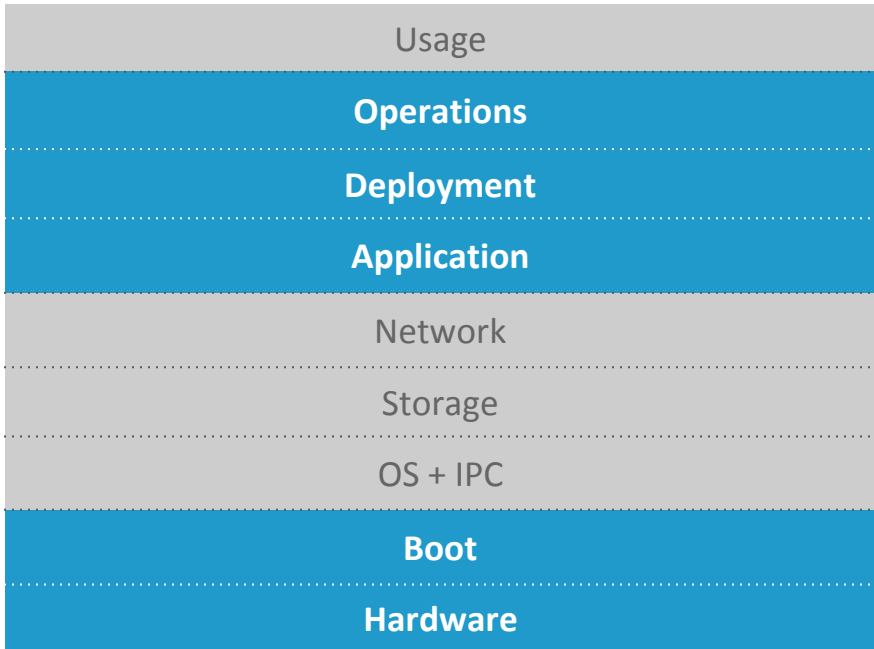 Usage
Operations
Deployment
Application
Network
Storage
OS + IPC
Boot
Hardware